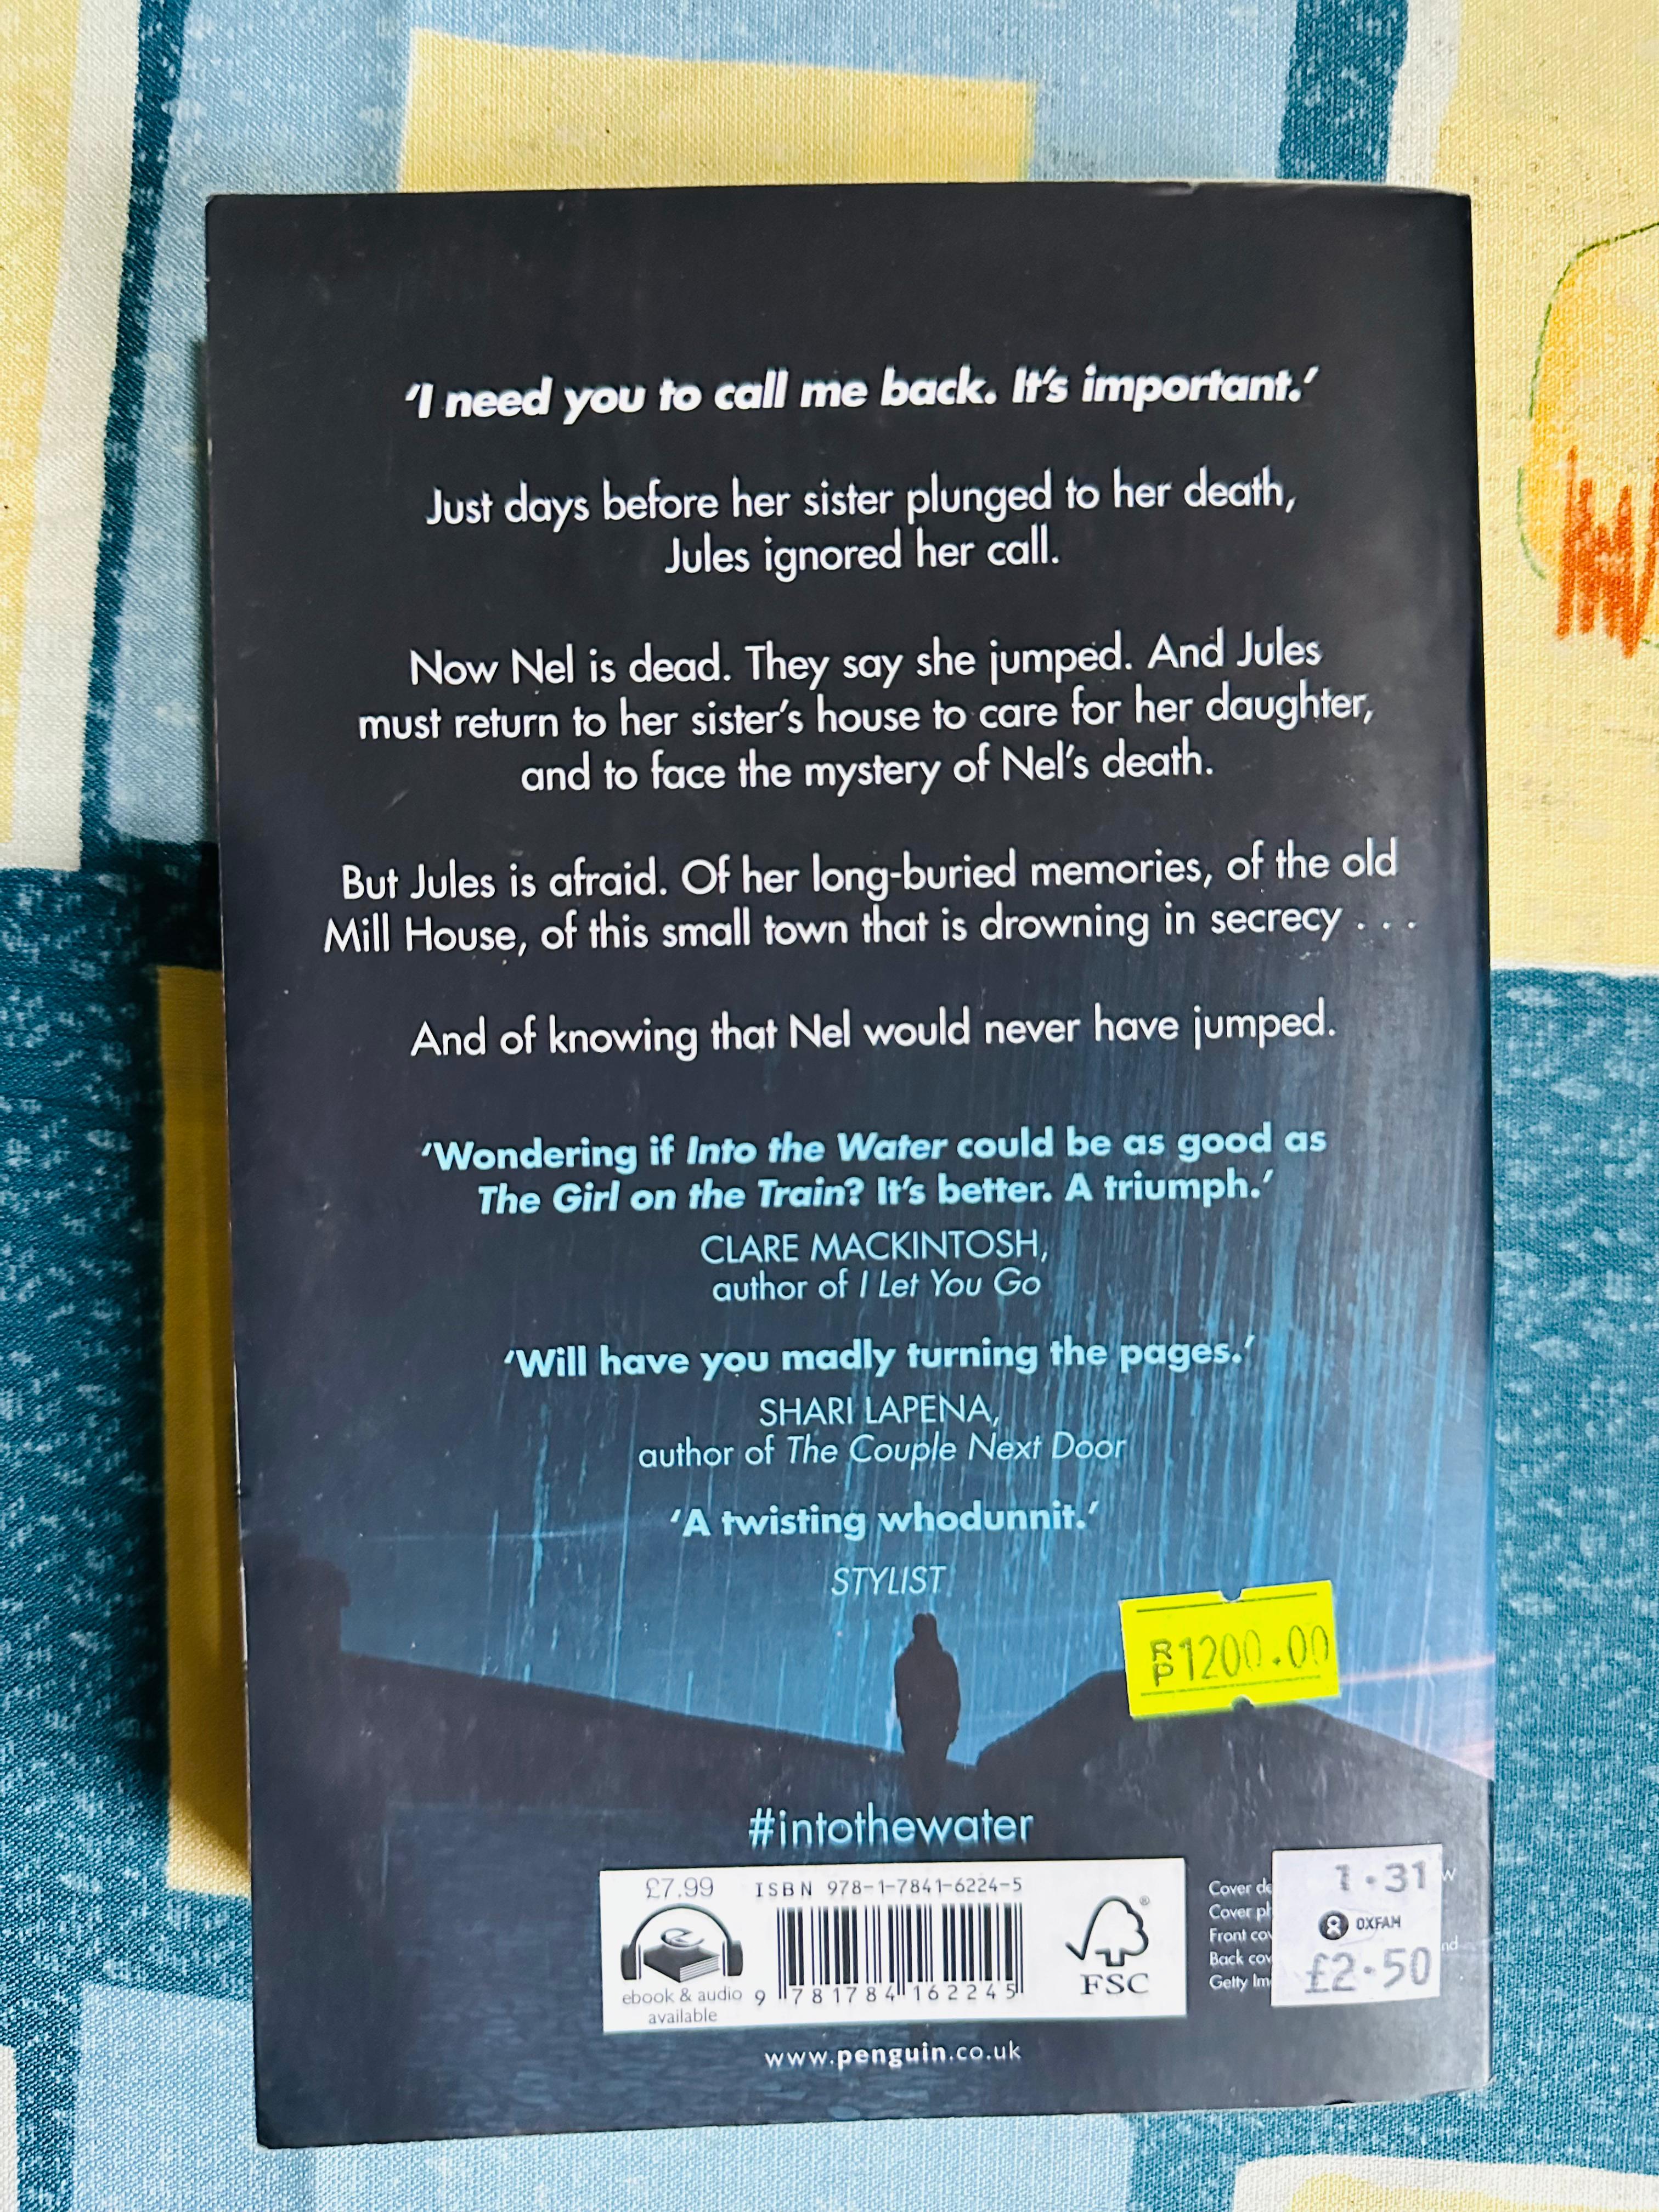 ‘I need you to call me back. It’s important.’
Just days before her sister plunged to her death,
Jules ignored her call.
Now Nel is dead. They say she jumped. And Jules
must return to her sister’s house to care for her daughter,
and to face the mystery of Nel’s death.
But Jules is afraid. Of her long-buried memories, of the old
Mill House, of this small town that is drowning in secrecy . . .
And of knowing that Nel would never have jumped.
‘Wondering if Into the Water could be as good as
The Girl on the Train? It’s better. A triumph.’
CLARE MACKINTOSH,
author of I Let You Go
‘Will have you madly turning the pages.’
SHARI LAPENA,
author of The Couple Next Door
‘A twisting whodunnit.’
STYLIST
RP1200.00
#intothewater
£7.99 ISBN 978-1-7841-6224-5
ebook & audio
available
9 781784 162245
FSC
®
Cover
Cover
Front
Back
Getty
1·31
OXFAM
£2·50
www.penguin.co.uk